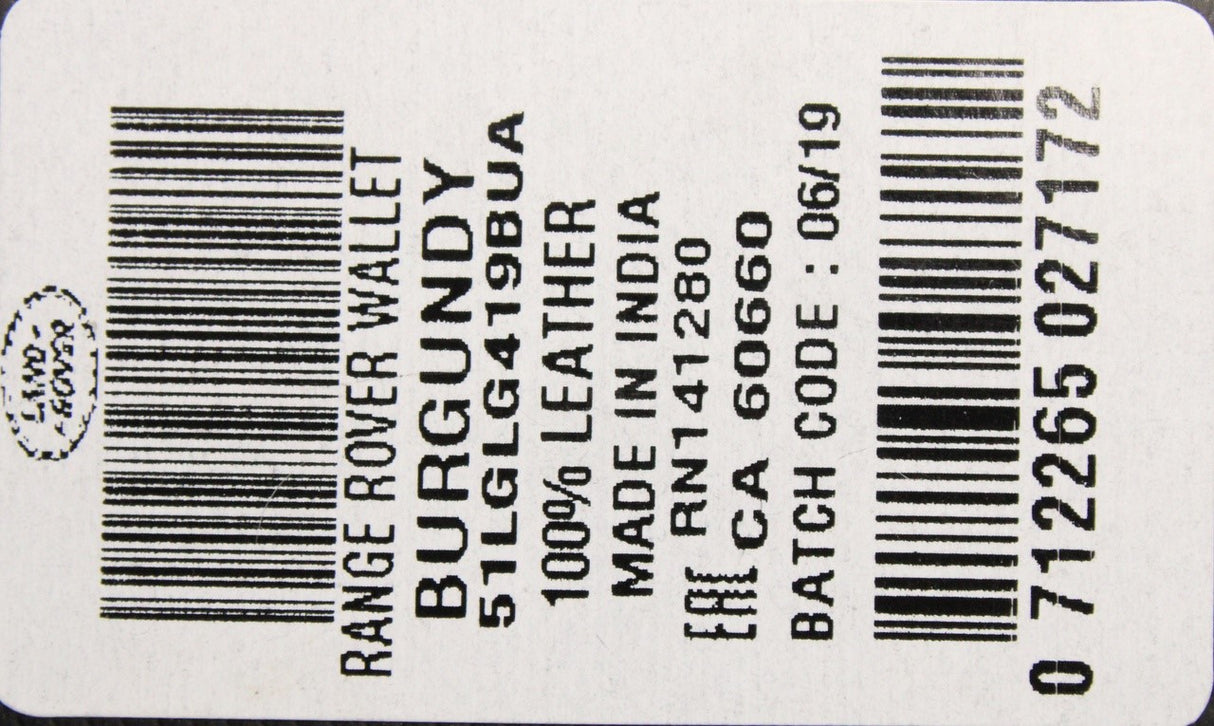 LAND-
ROVER
RANGE ROVER WALLET
BURGUNDY
51LGLG419BUA
100% LEATHER
MADE IN INDIA
EAC RN141280
CA 60660
BATCH CODE : 06/19
0 712265 027172